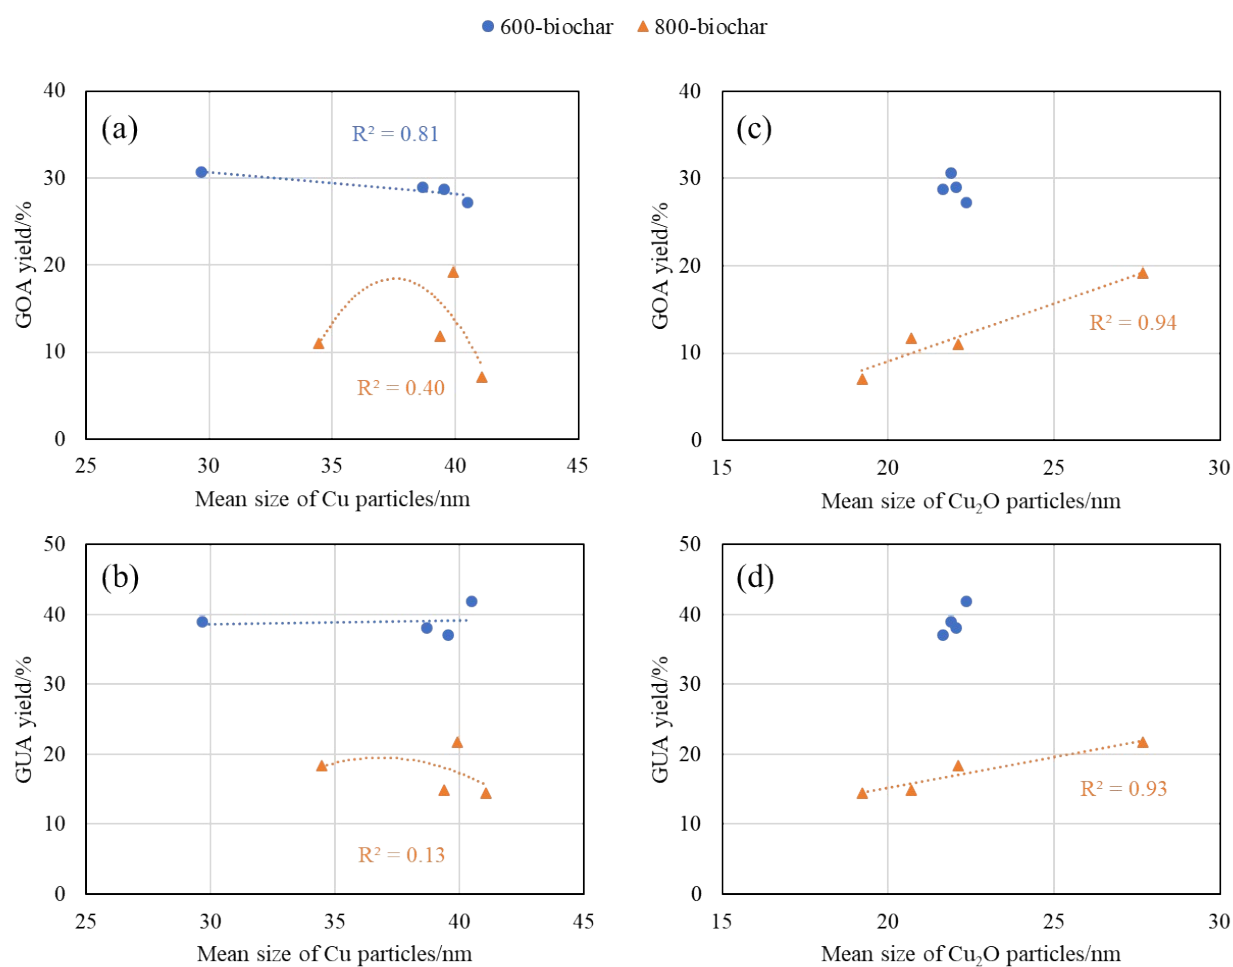 600-biochar 800-biochar
(a)
R² = 0.81
R² = 0.40
40
30
20
10
0
25 30 35 40 45
GOA yield/%
Mean size of Cu particles/nm
(c)
R² = 0.94
40
30
20
10
0
15 20 25 30
GOA yield/%
Mean size of Cu₂O particles/nm
(b)
R² = 0.13
50
40
30
20
10
0
25 30 35 40 45
GUA yield/%
Mean size of Cu particles/nm
(d)
R² = 0.93
50
40
30
20
10
0
15 20 25 30
GUA yield/%
Mean size of Cu₂O particles/nm